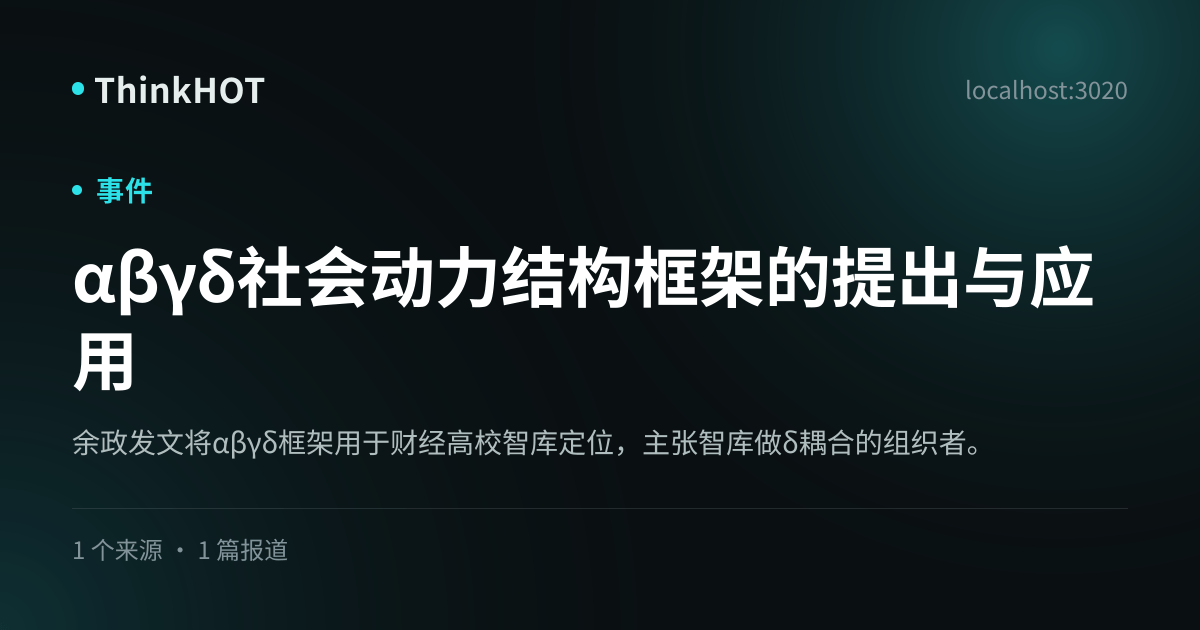 ThinkHOT
localhost:3020
事件
αβγδ社会动力结构框架的提出与应
用
余政发文将αβγδ框架用于财经高校智库定位，主张智库做δ耦合的组织者。
1 个来源 · 1 篇报道